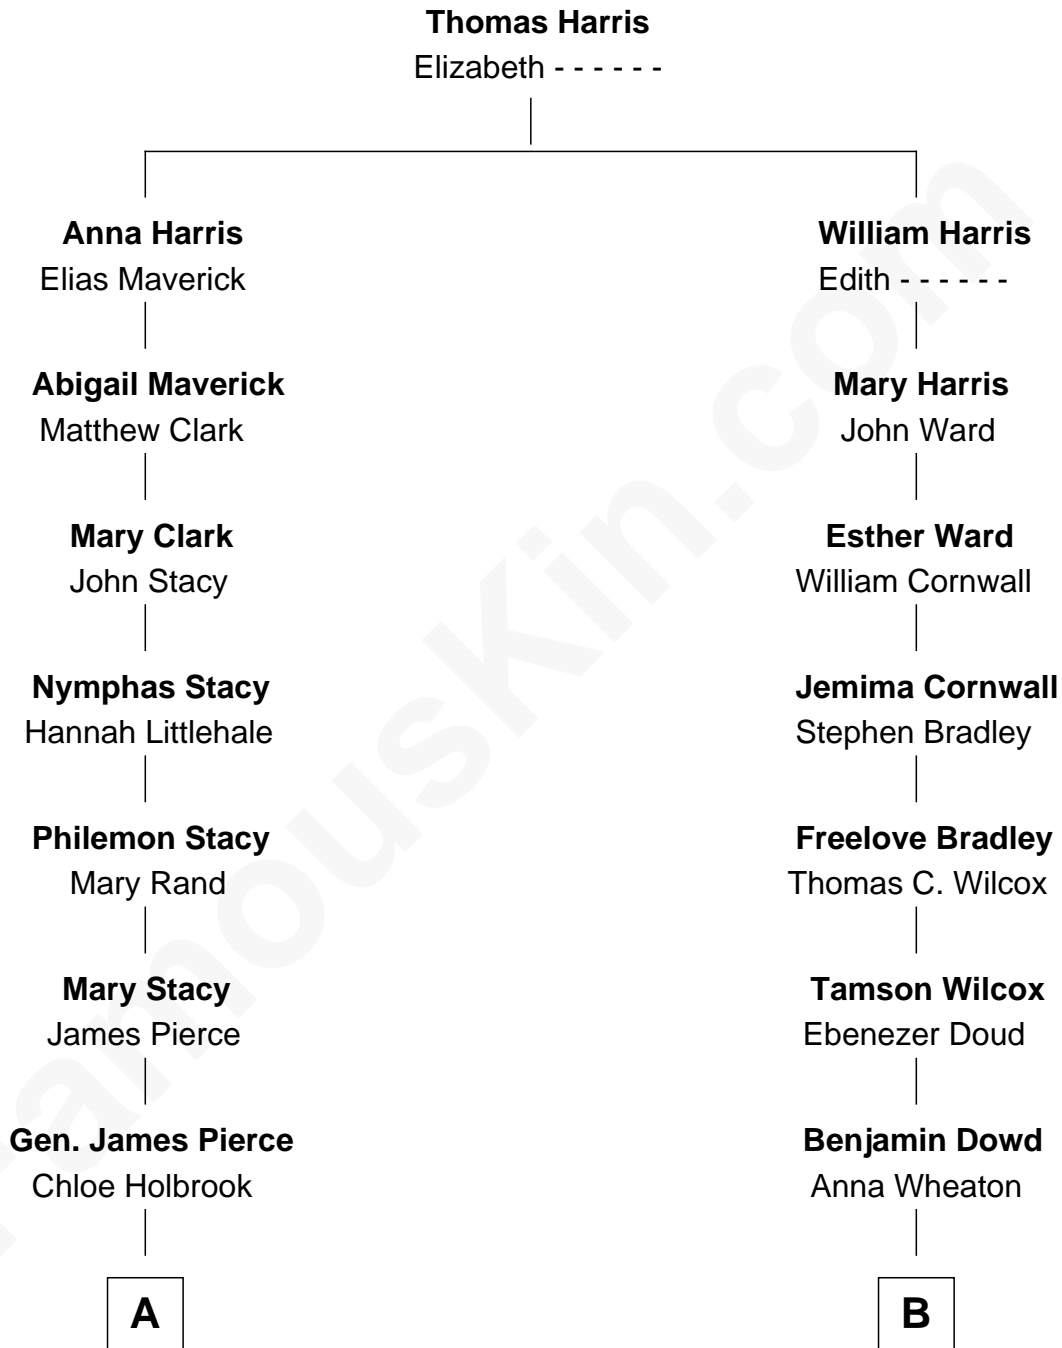 Thomas Harris
Elizabeth - - - - - -
Anna Harris
Elias Maverick
Abigail Maverick
Matthew Clark
Mary Clark
John Stacy
Nymphas Stacy
Hannah Littlehale
Philemon Stacy
Mary Rand
Mary Stacy
James Pierce
Gen. James Pierce
Chloe Holbrook
A
William Harris
Edith - - - - - -
Mary Harris
John Ward
Esther Ward
William Cornwall
Jemima Cornwall
Stephen Bradley
Freelove Bradley
Thomas C. Wilcox
Tamson Wilcox
Ebenezer Doud
Benjamin Dowd
Anna Wheaton
B
FamousKin.com